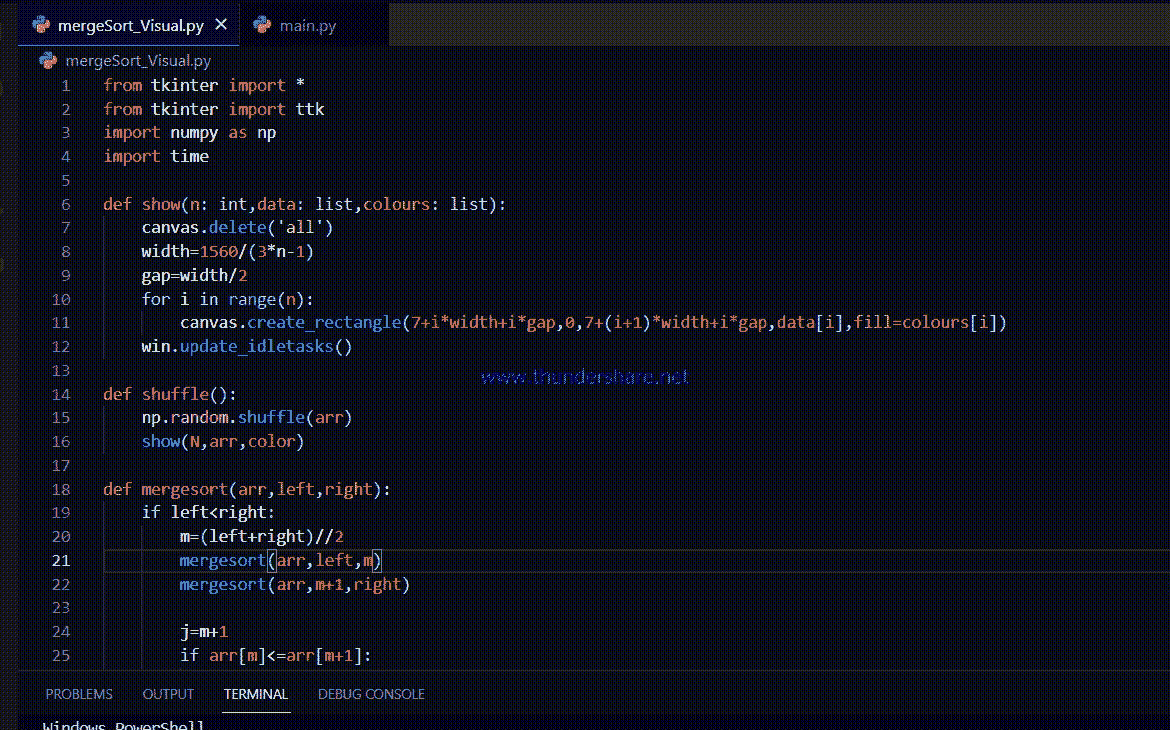 mergeSort_Visual.py ✕ main.py
mergeSort_Visual.py
1 from tkinter import *
2 from tkinter import ttk
3 import numpy as np
4 import time
5
6 def show(n: int,data: list,colours: list):
7 canvas.delete('all')
8 width=1560/(3*n-1)
9 gap=width/2
10 for i in range(n):
11 canvas.create_rectangle(7+i*width+i*gap,0,7+(i+1)*width+i*gap,data[i],fill=colours[i])
12 win.update_idletasks()
13
www.thundershare.net
14 def shuffle():
15 np.random.shuffle(arr)
16 show(N,arr,color)
17
18 def mergesort(arr,left,right):
19 if left<right:
20 m=(left+right)//2
21 mergesort(arr,left,m)
22 mergesort(arr,m+1,right)
23
24 j=m+1
25 if arr[m]<=arr[m+1]:
PROBLEMS OUTPUT TERMINAL DEBUG CONSOLE
Windows PowerShell